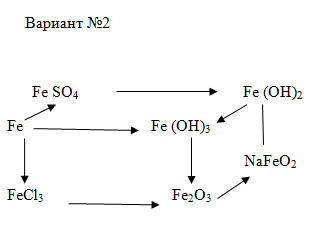 Вариант №2
Fe SO₄ Fe (OH)₂
Fe Fe (OH)₃
NaFeO₂
FeCl₃ Fe₂O₃